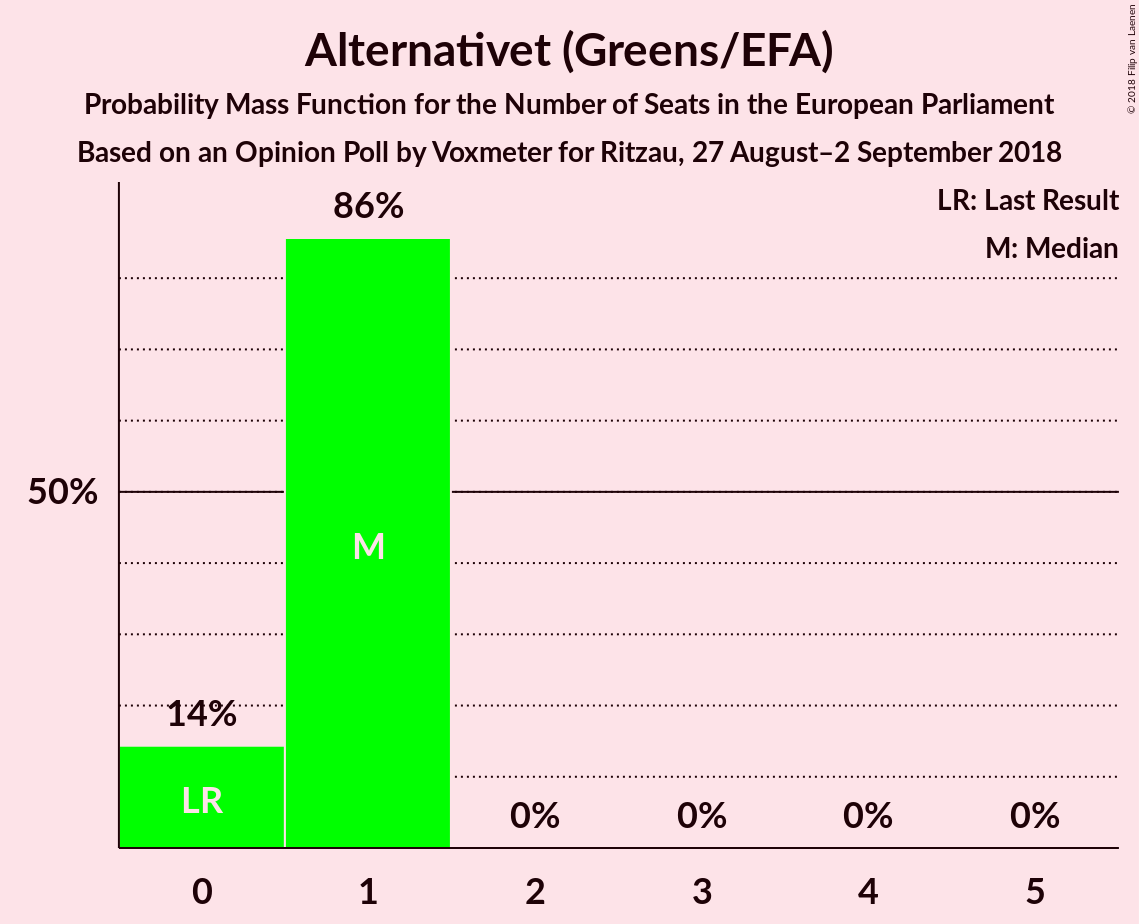 Alternativet (Greens/EFA)
Probability Mass Function for the Number of Seats in the European Parliament
Based on an Opinion Poll by Voxmeter for Ritzau, 27 August–2 September 2018
© 2018 Filip van Laenen
LR: Last Result
M: Median
86%
50%
M
14%
LR
0%
0%
0%
0%
0
1
2
3
4
5